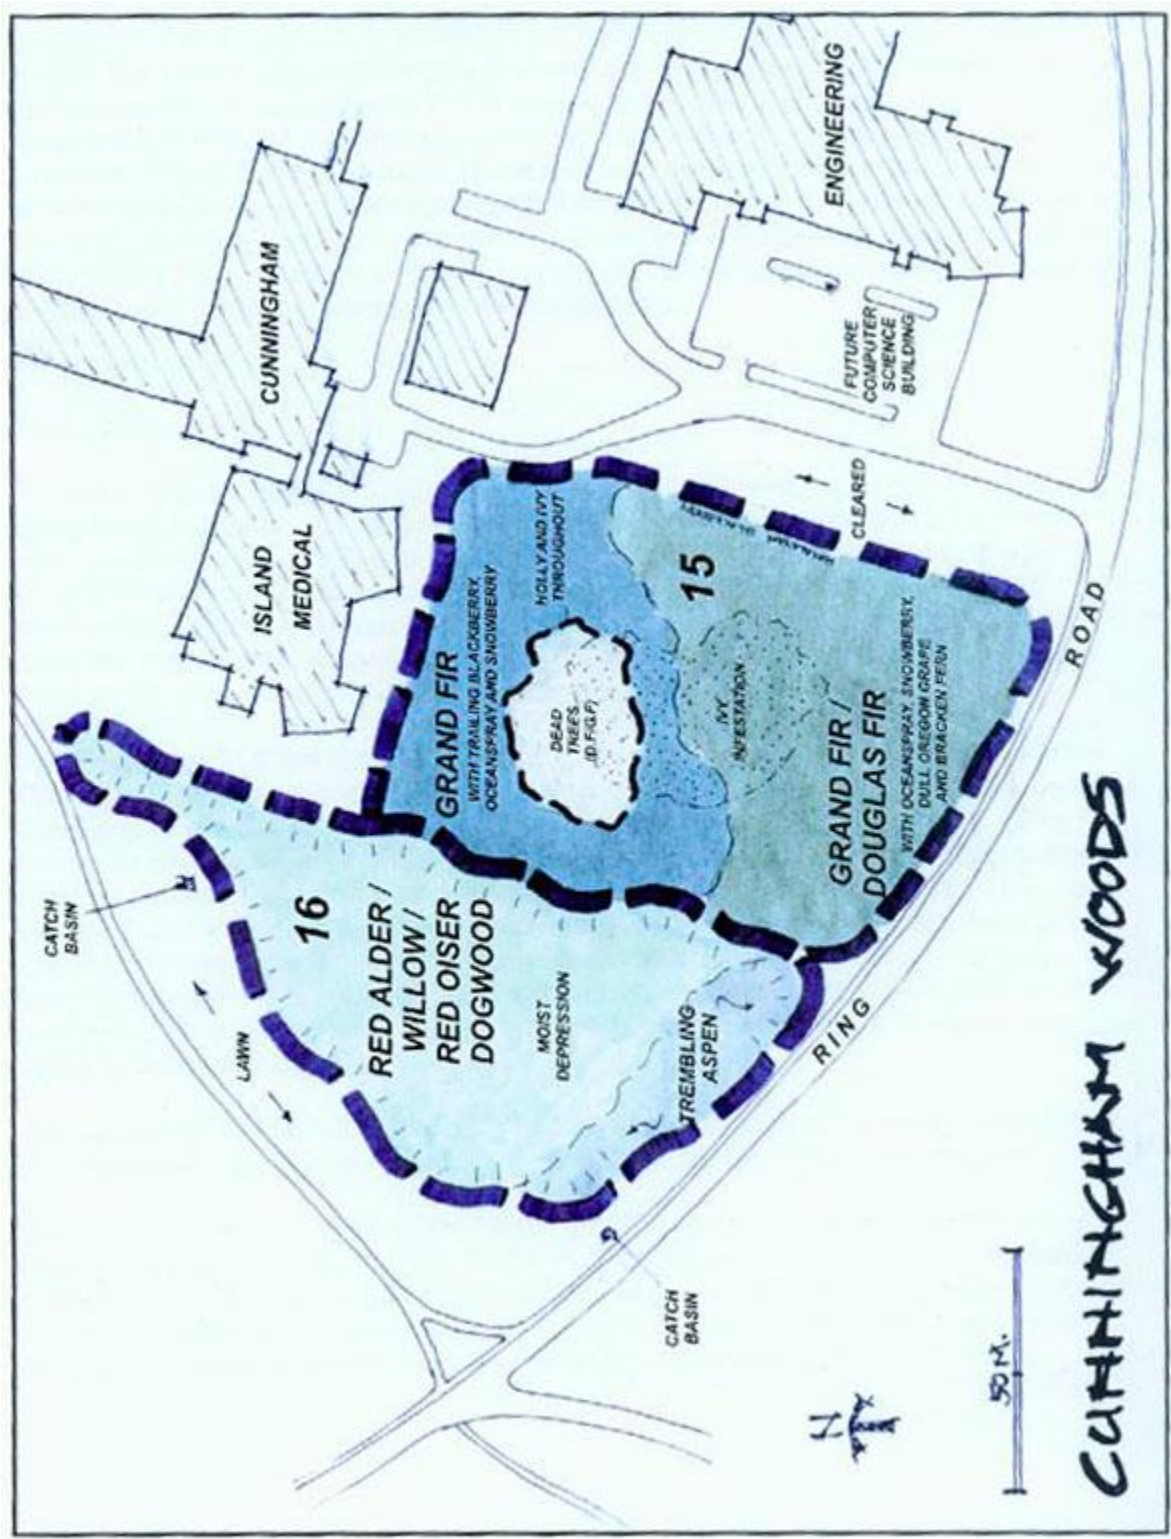 CUNNINGHAM
ISLAND
MEDICAL
ENGINEERING
FUTURE
COMPUTER
SCIENCE
BUILDING
CLEARED
CATCH
BASIN
LAWN
16
RED ALDER /
WILLOW /
RED OISER
DOGWOOD
MOIST
DEPRESSION
TREMBLING
ASPEN
GRAND FIR
WITH TRAILING BLACKBERRY,
OCEANSPRAY AND SNOWBERRY
HOLLY AND IVY
THROUGHOUT
DEAD
TREES
(D.F/G.F)
15
IVY
INFESTATION
GRAND FIR /
DOUGLAS FIR
WITH OCEANSPRAY, SNOWBERRY,
DULL OREGON GRAPE
AND BRACKEN FERN
RING ROAD
CATCH
BASIN
N
50 M.
CUNNINGHAM WOODS